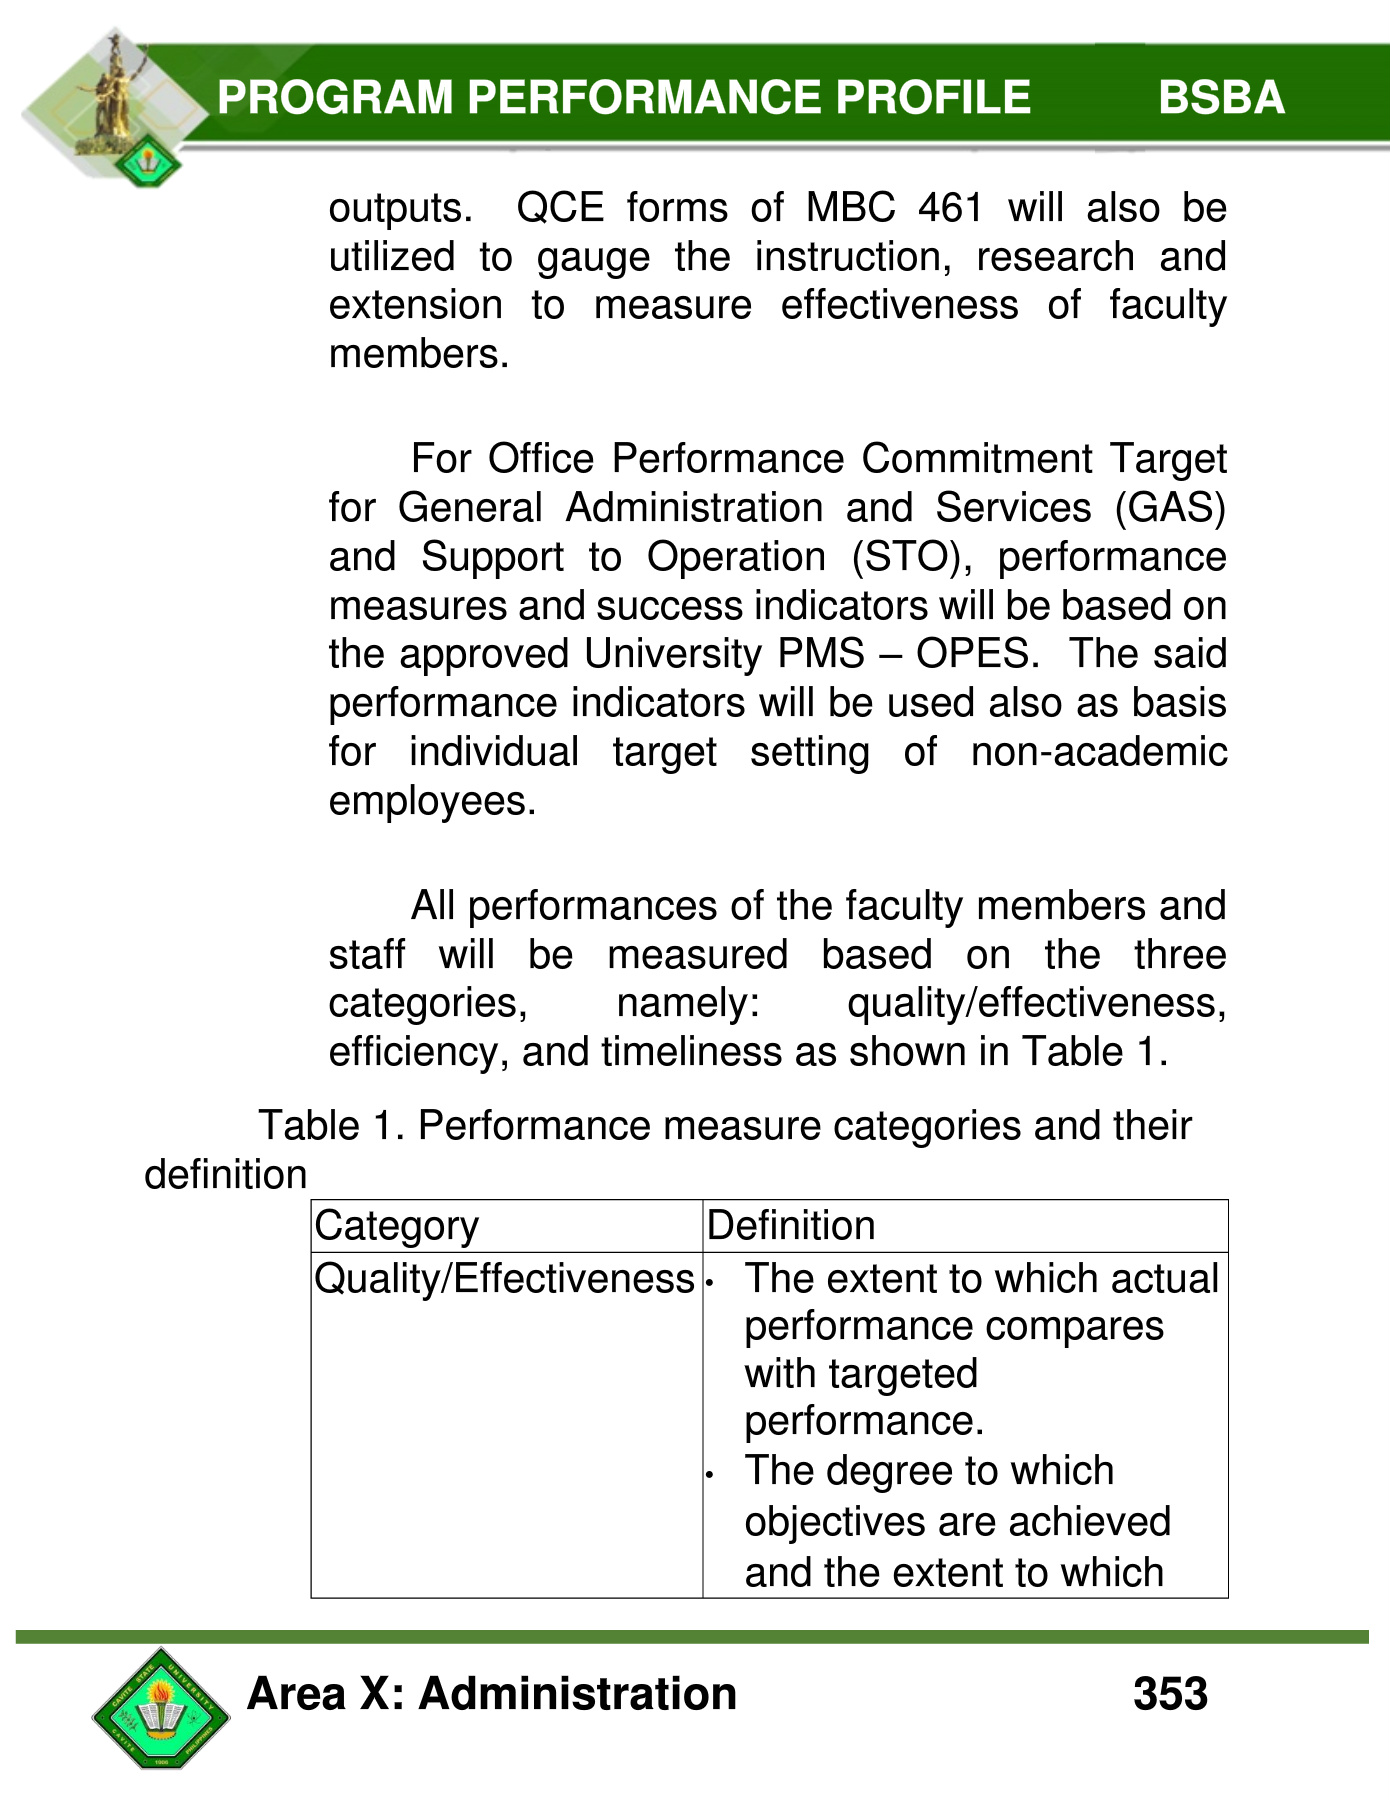 PROGRAM PERFORMANCE PROFILE BSBA
outputs. QCE forms of MBC 461 will also be
utilized to gauge the instruction, research and
extension to measure effectiveness of faculty
members.
For Office Performance Commitment Target
for General Administration and Services (GAS)
and Support to Operation (STO), performance
measures and success indicators will be based on
the approved University PMS – OPES. The said
performance indicators will be used also as basis
for individual target setting of non-academic
employees.
All performances of the faculty members and
staff will be measured based on the three
categories, namely: quality/effectiveness,
efficiency, and timeliness as shown in Table 1.
Table 1. Performance measure categories and their
definition
Category Definition
Quality/Effectiveness • The extent to which actual
performance compares
with targeted
performance.
• The degree to which
objectives are achieved
and the extent to which
CAVITE STATE UNIVERSITY
CAVITE 1906 PHILIPPINES
Area X: Administration 353